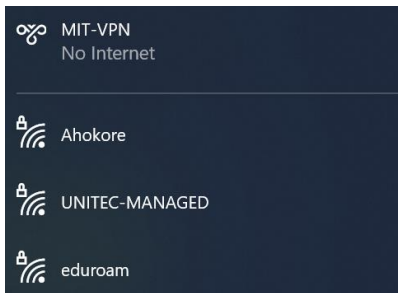 MIT-VPN
No Internet
Ahokore
UNITEC-MANAGED
eduroam